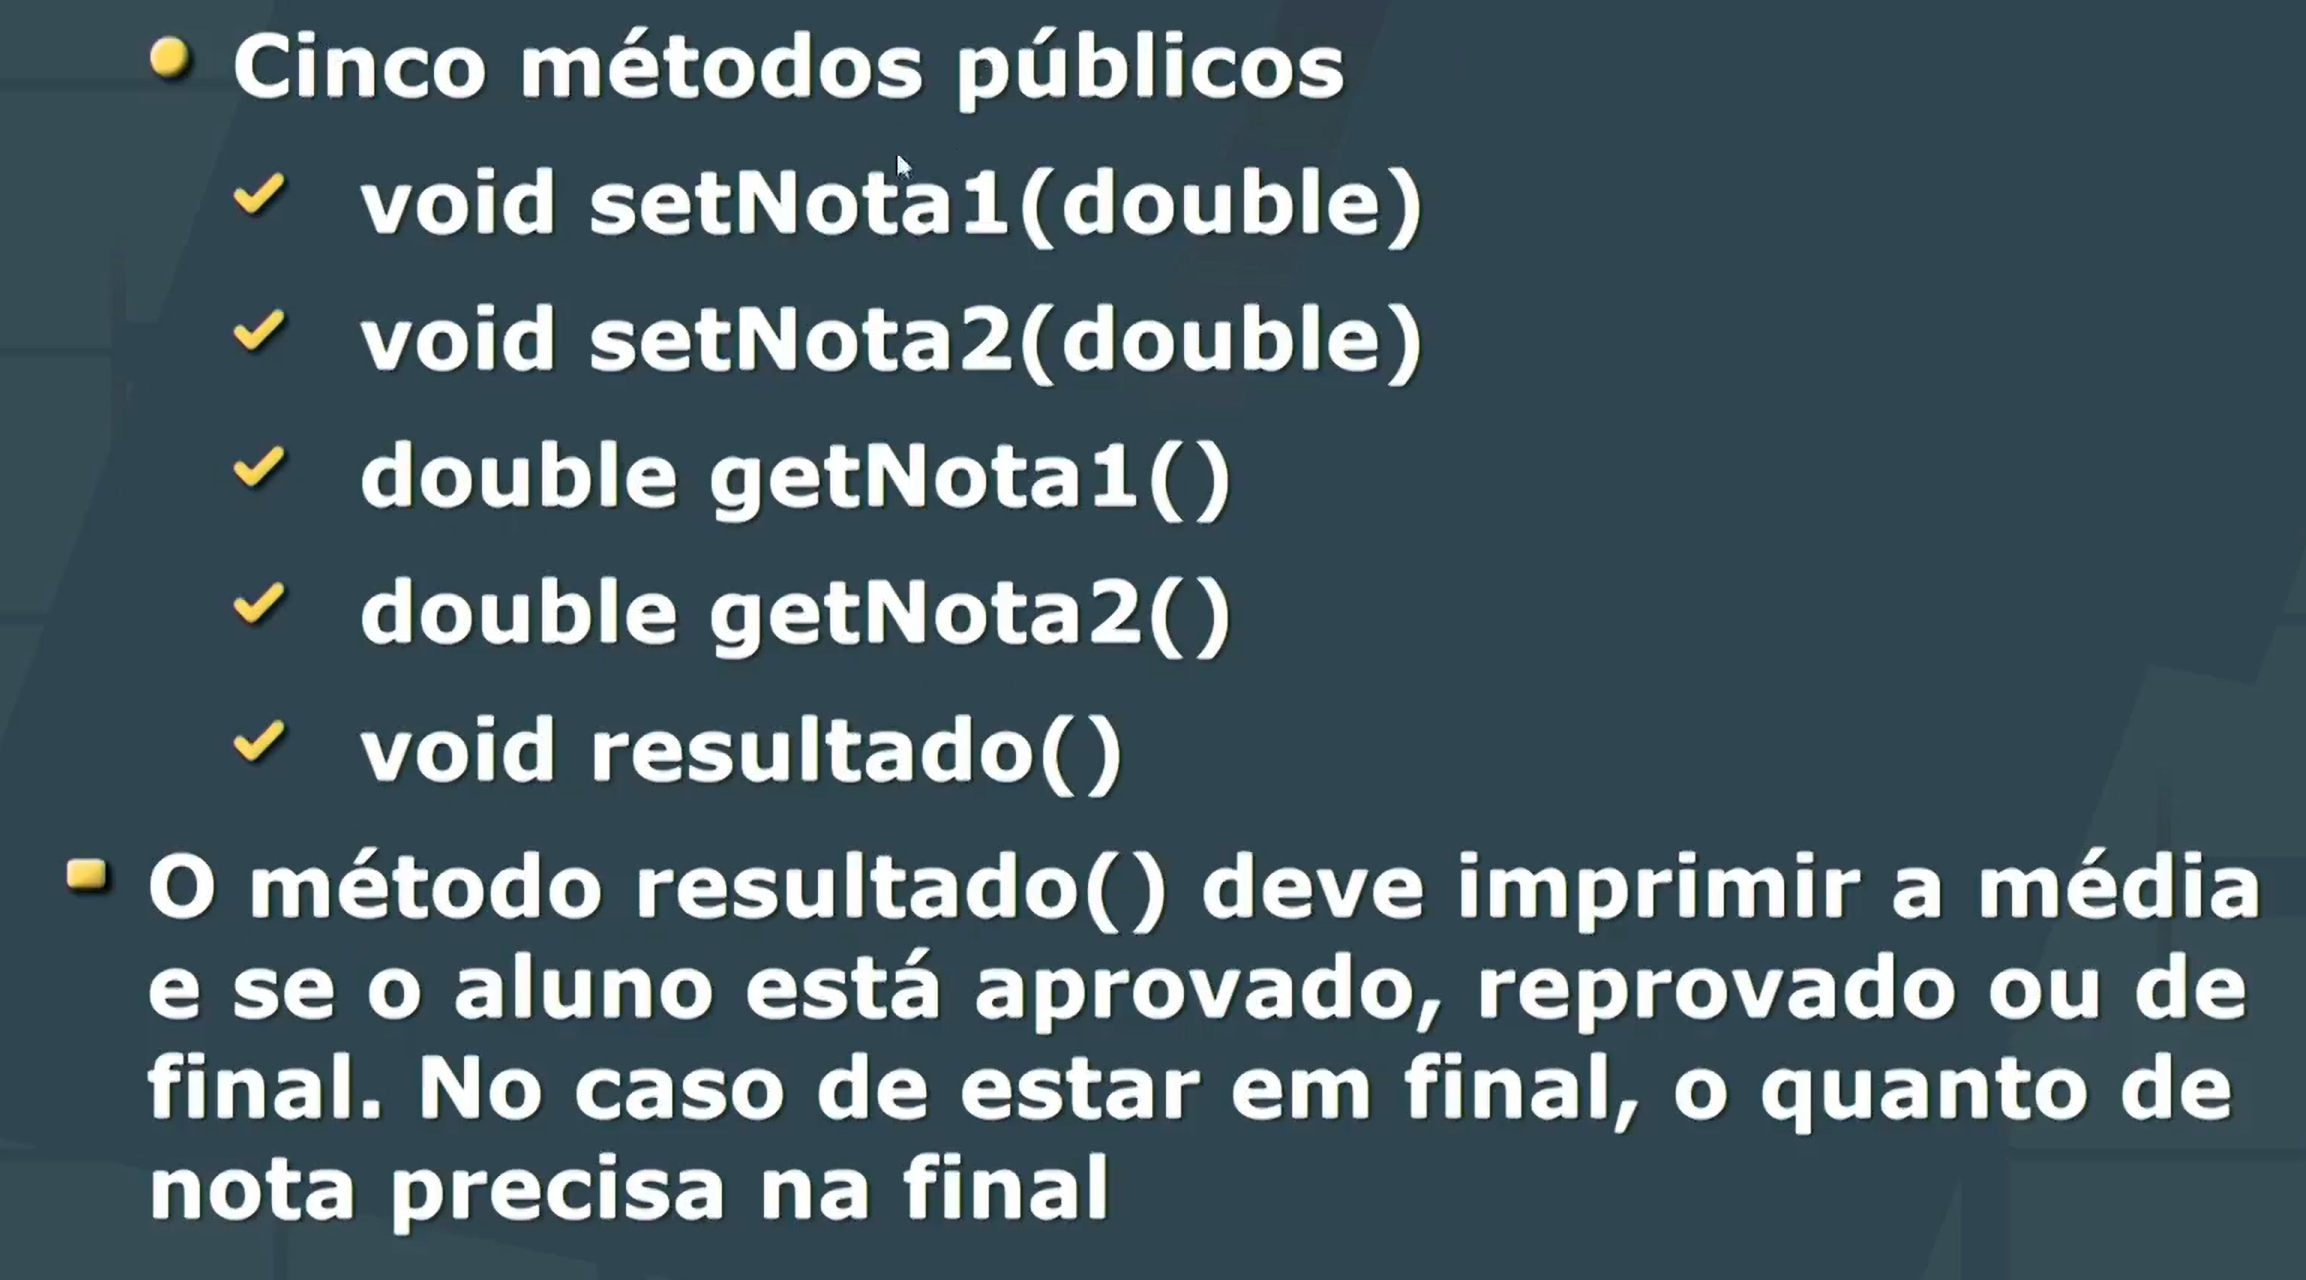 Cinco métodos públicos
void setNota1(double)
void setNota2(double)
double getNota1()
double getNota2()
void resultado()
O método resultado() deve imprimir a média
e se o aluno está aprovado, reprovado ou de
final. No caso de estar em final, o quanto de
nota precisa na final